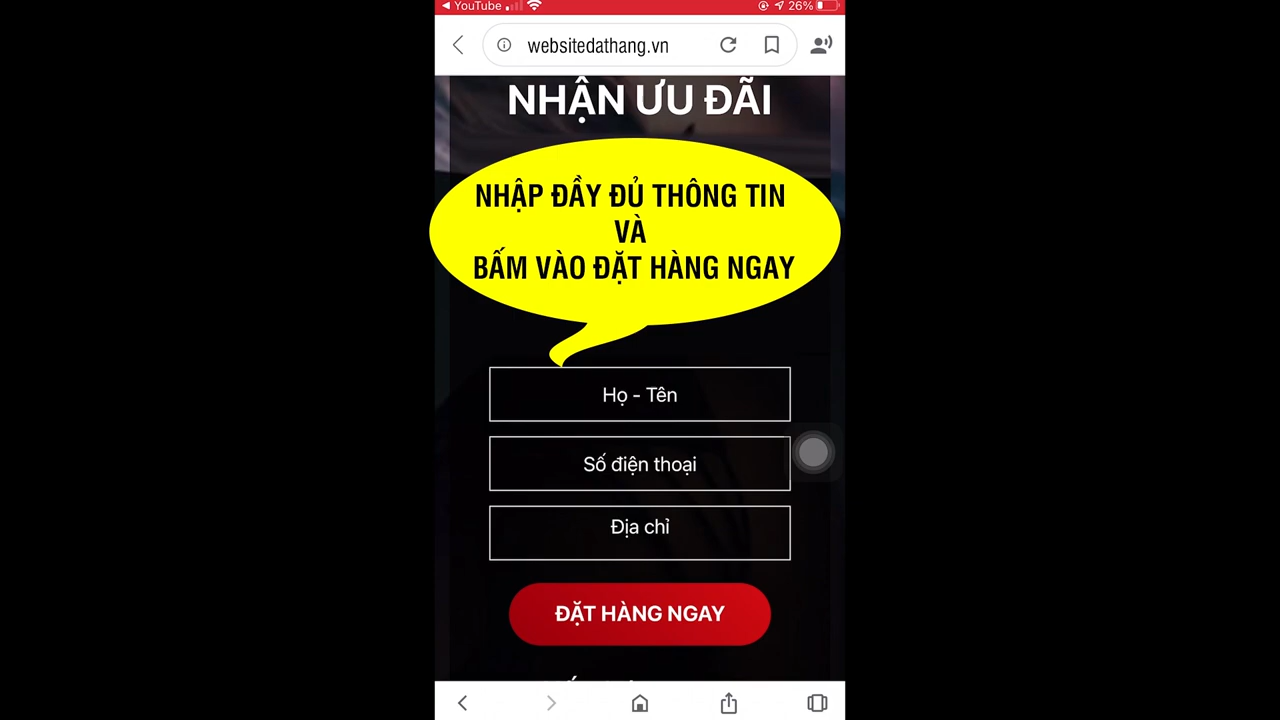 YouTube
26%
websitedathang.vn
NHẬN ƯU ĐÃI
NHẬP ĐẦY ĐỦ THÔNG TIN
VÀ
BẤM VÀO ĐẶT HÀNG NGAY
Họ - Tên
Số điện thoại
Địa chỉ
ĐẶT HÀNG NGAY